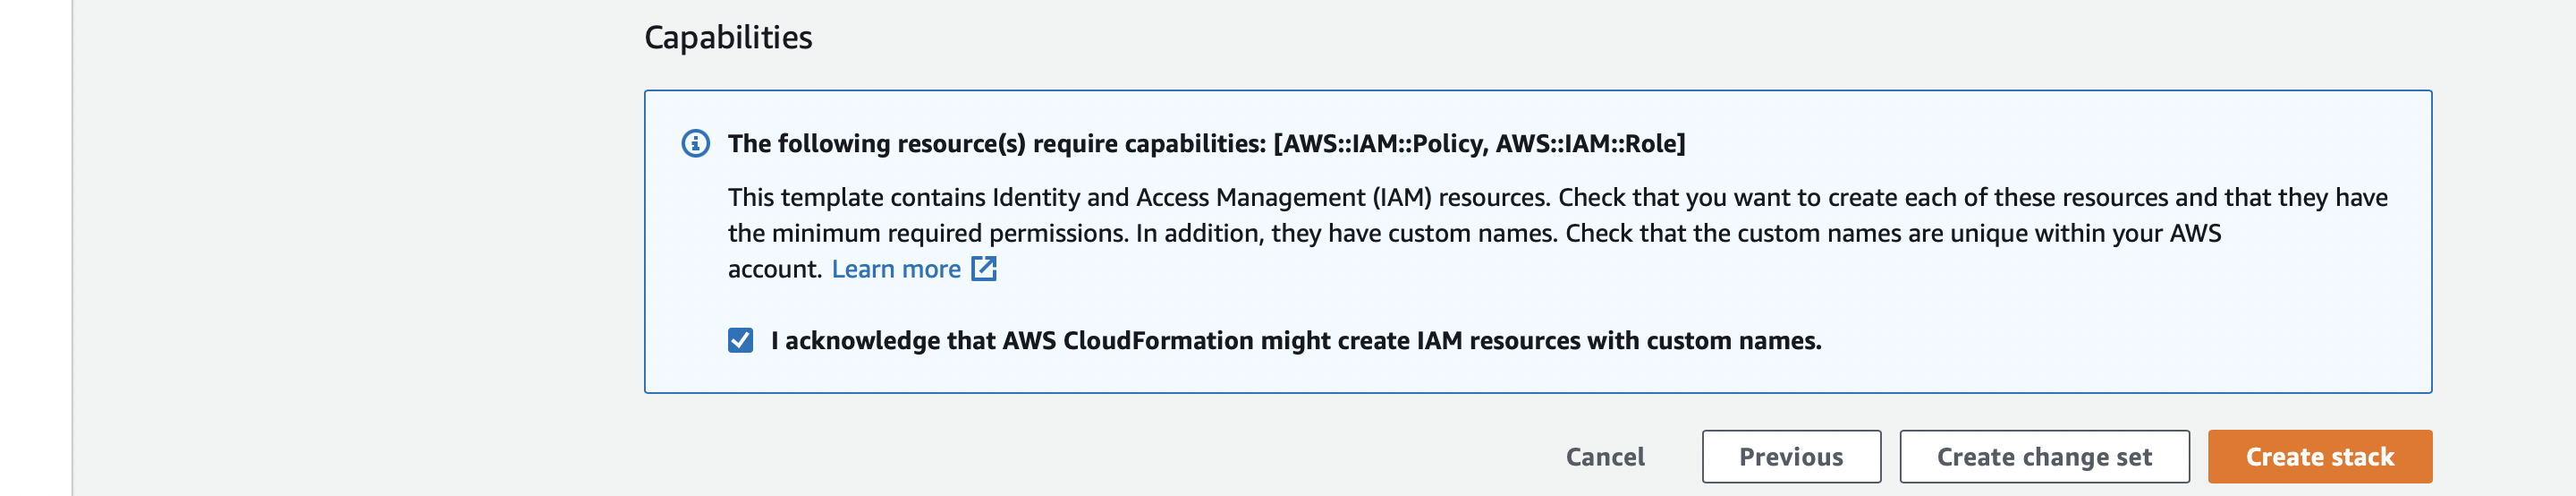 Capabilities
The following resource(s) require capabilities: [AWS::IAM::Policy, AWS::IAM::Role]
This template contains Identity and Access Management (IAM) resources. Check that you want to create each of these resources and that they have
the minimum required permissions. In addition, they have custom names. Check that the custom names are unique within your AWS
account. Learn more
I acknowledge that AWS CloudFormation might create IAM resources with custom names.
Cancel Previous Create change set Create stack